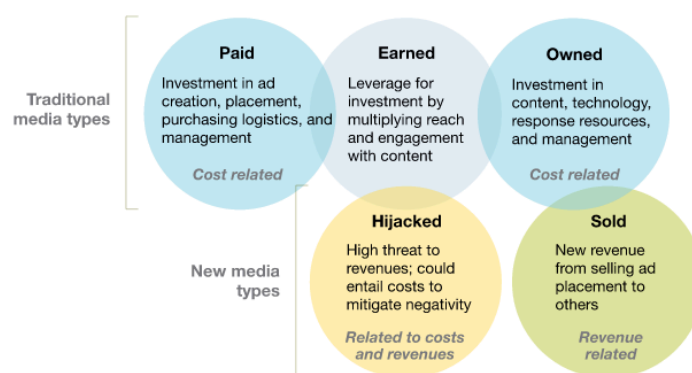 Traditional
media types
Paid
Investment in ad
creation, placement,
purchasing logistics, and
management
Cost related
Earned
Leverage for
investment by
multiplying reach
and engagement
with content
Owned
Investment in
content, technology,
response resources,
and management
Cost related
New media
types
Hijacked
High threat to
revenues; could
entail costs to
mitigate negativity
Related to costs
and revenues
Sold
New revenue
from selling ad
placement to
others
Revenue
related